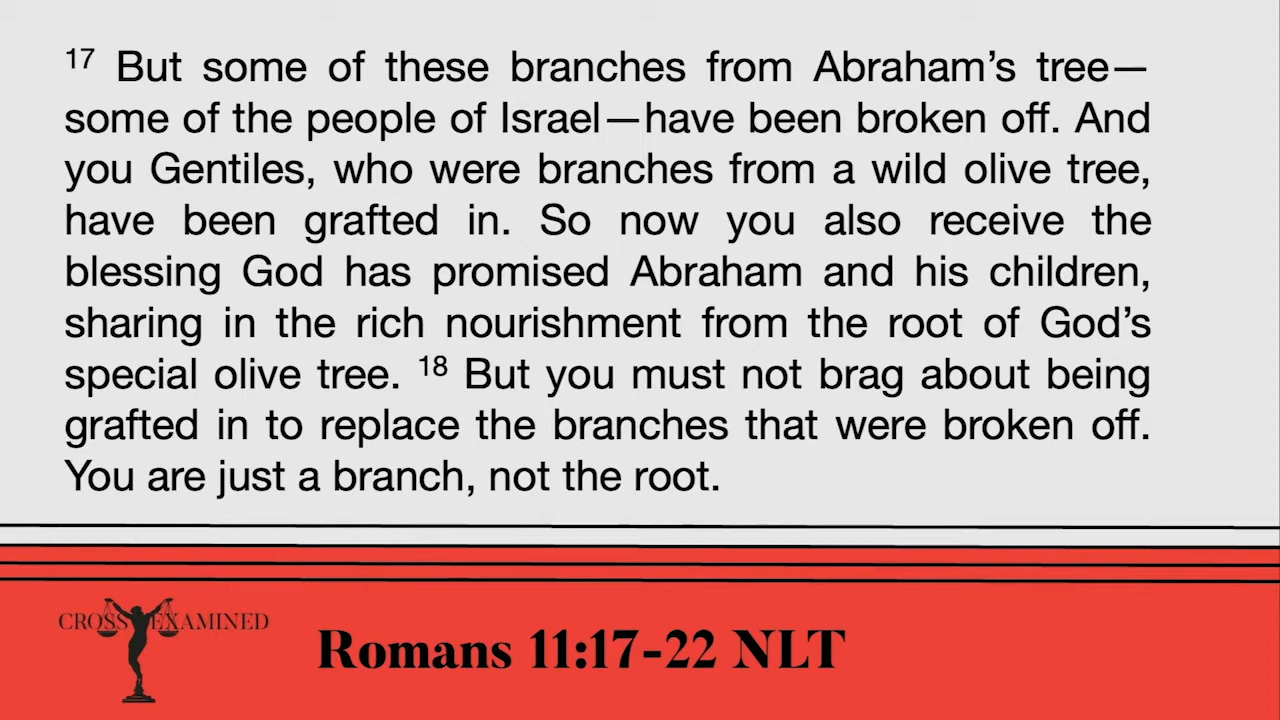 17 But some of these branches from Abraham’s tree—
some of the people of Israel—have been broken off. And
you Gentiles, who were branches from a wild olive tree,
have been grafted in. So now you also receive the
blessing God has promised Abraham and his children,
sharing in the rich nourishment from the root of God’s
special olive tree. 18 But you must not brag about being
grafted in to replace the branches that were broken off.
You are just a branch, not the root.
CROSS EXAMINED
Romans 11:17-22 NLT